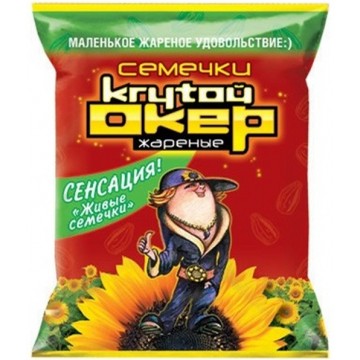 МАЛЕНЬКОЕ ЖАРЕНОЕ УДОВОЛЬСТВИЕ:)
СЕМЕЧКИ
Крутой
Окер
жареные
СЕНСАЦИЯ!
«Живые
семечки»